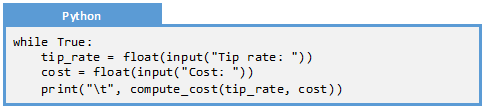 Python
while True:
    tip_rate = float(input("Tip rate: "))
    cost = float(input("Cost: "))
    print("\t", compute_cost(tip_rate, cost))